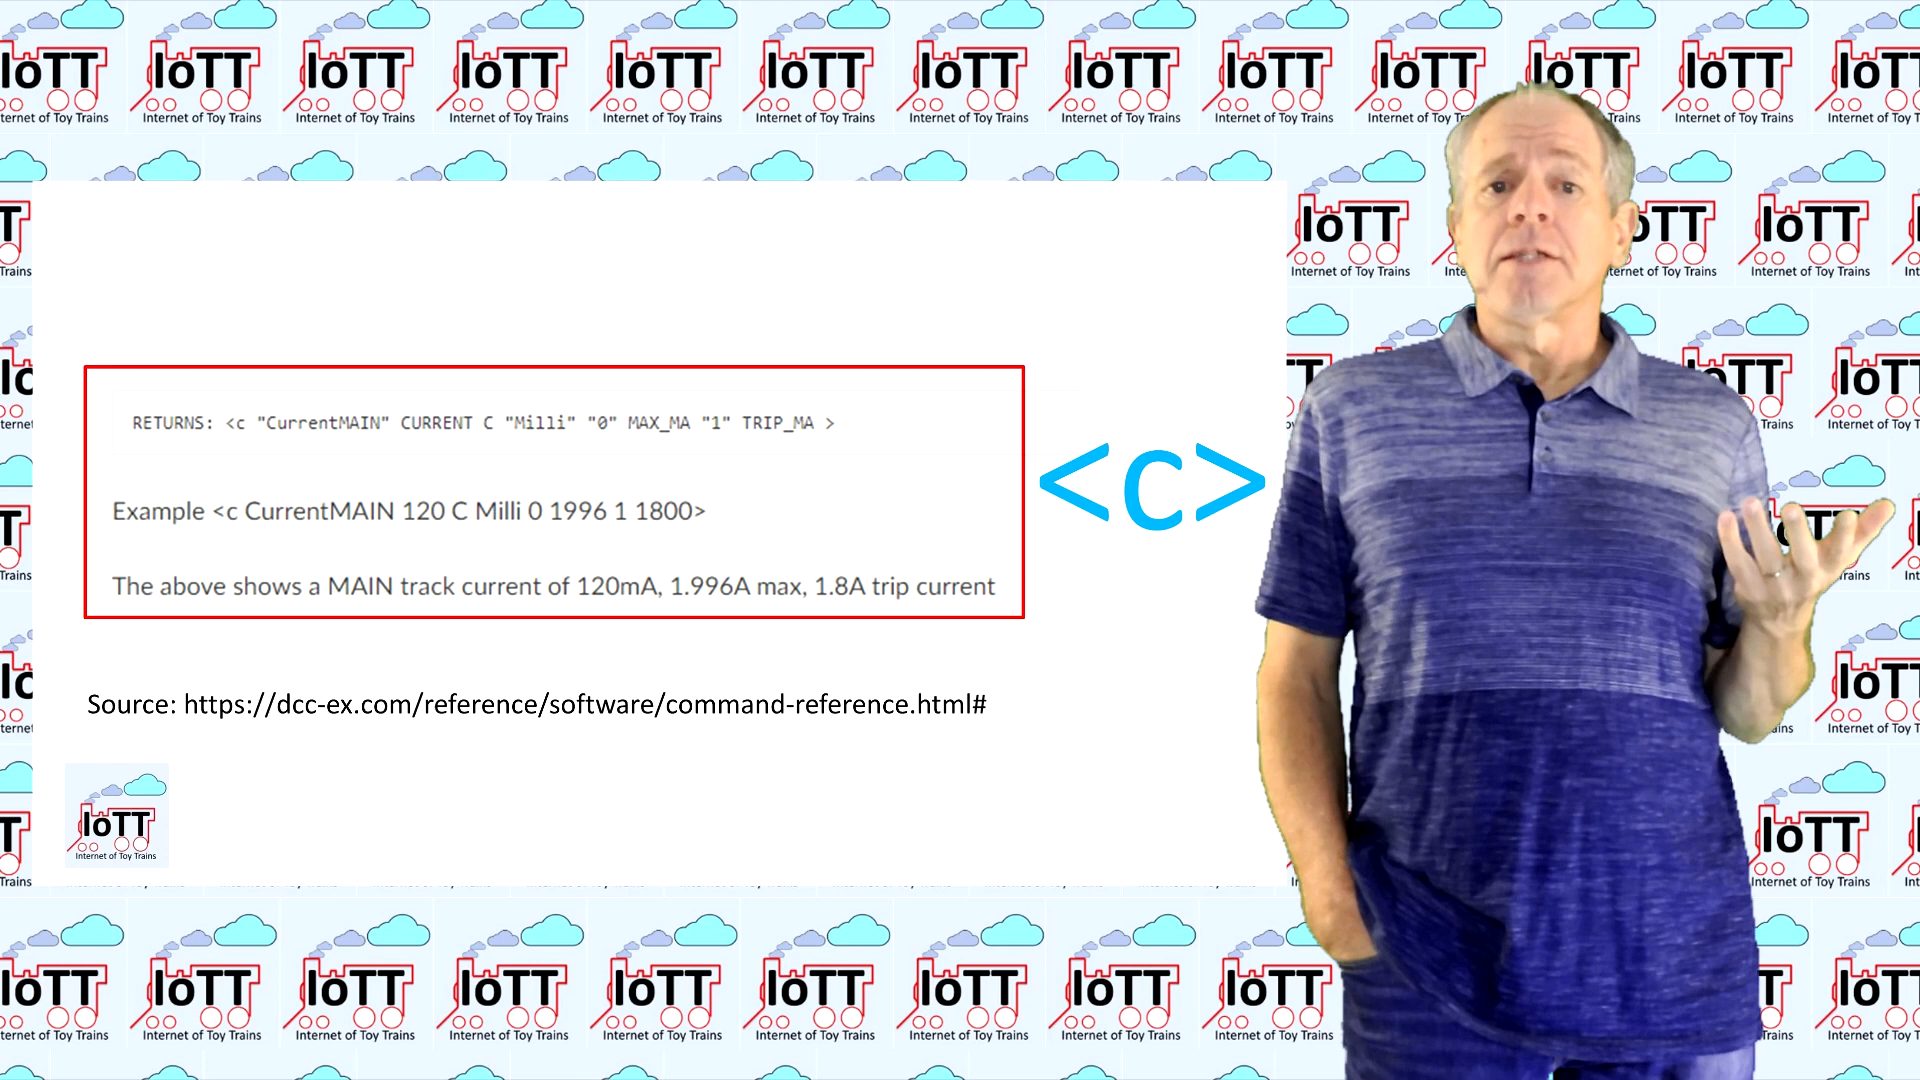 RETURNS: <c "CurrentMAIN" CURRENT C "Milli" "0" MAX_MA "1" TRIP_MA >
<c>
Example <c CurrentMAIN 120 C Milli 0 1996 1 1800>
The above shows a MAIN track current of 120mA, 1.996A max, 1.8A trip current
Source: https://dcc-ex.com/reference/software/command-reference.html#
IoTT
Internet of Toy Trains